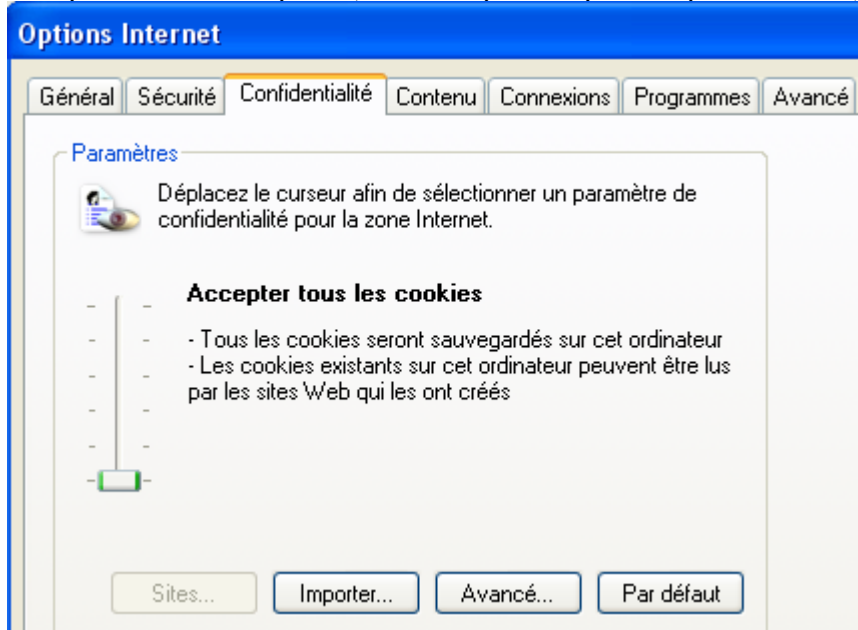 Options Internet
Général Sécurité Confidentialité Contenu Connexions Programmes Avancé
Paramètres
Déplacez le curseur afin de sélectionner un paramètre de
confidentialité pour la zone Internet.
Accepter tous les cookies
- Tous les cookies seront sauvegardés sur cet ordinateur
- Les cookies existants sur cet ordinateur peuvent être lus
par les sites Web qui les ont créés
Sites... Importer... Avancé... Par défaut